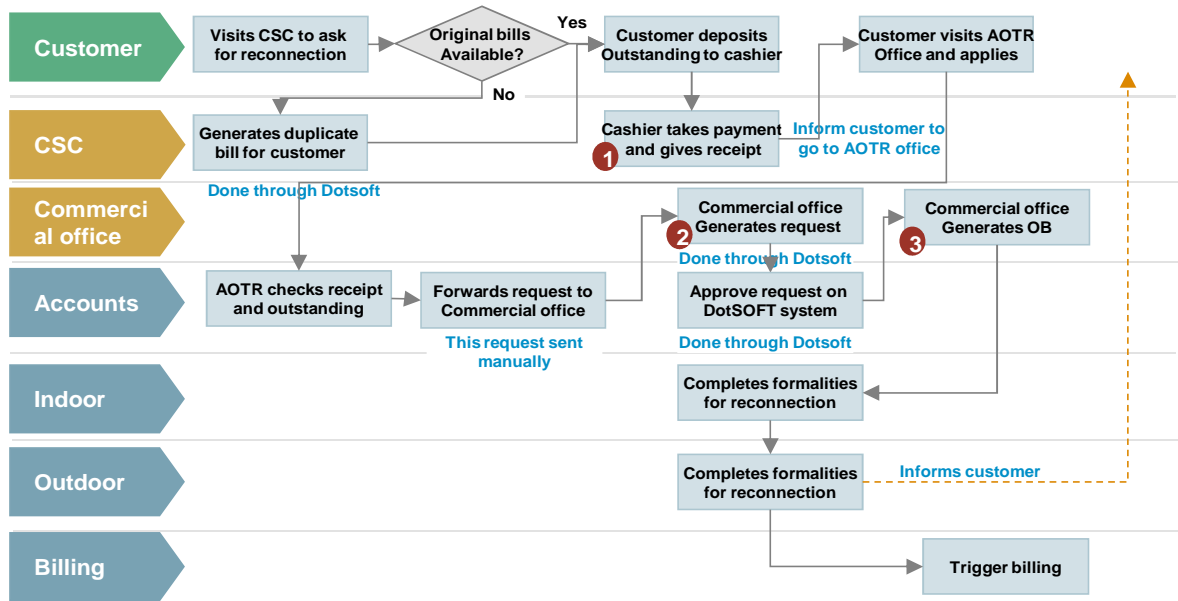 Customer
Visits CSC to ask
for reconnection
Original bills
Available?
Yes
No
Customer deposits
Outstanding to cashier
Customer visits AOTR
Office and applies
CSC
Generates duplicate
bill for customer
Done through Dotsoft
Cashier takes payment
and gives receipt
1
Inform customer to
go to AOTR office
Commerci
al office
Commercial office
Generates request
2
Done through Dotsoft
Commercial office
Generates OB
3
Accounts
AOTR checks receipt
and outstanding
Forwards request to
Commercial office
This request sent
manually
Approve request on
DotSOFT system
Done through Dotsoft
Indoor
Completes formalities
for reconnection
Outdoor
Completes formalities
for reconnection
Informs customer
Billing
Trigger billing